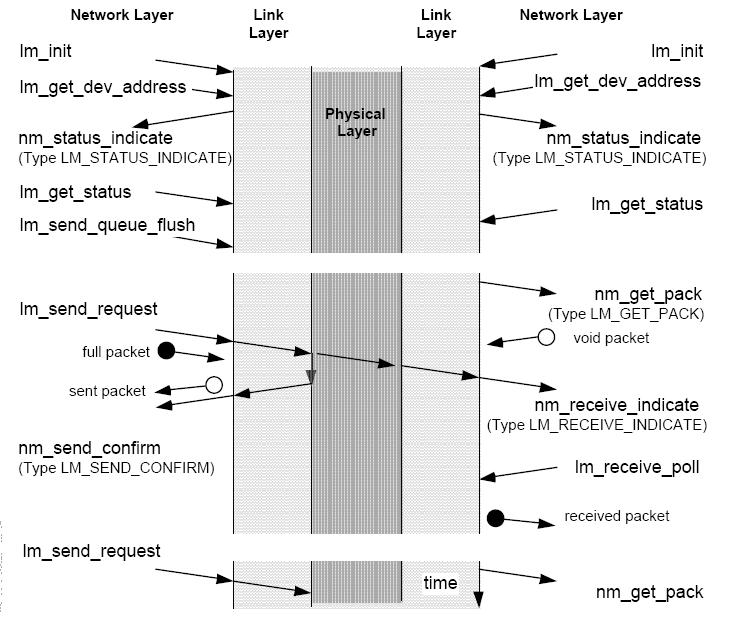 Network Layer
Link
Layer
Link
Layer
Network Layer
lm_init
lm_init
lm_get_dev_address
lm_get_dev_address
Physical
Layer
nm_status_indicate
(Type LM_STATUS_INDICATE)
nm_status_indicate
(Type LM_STATUS_INDICATE)
lm_get_status
lm_get_status
lm_send_queue_flush
nm_get_pack
(Type LM_GET_PACK)
lm_send_request
void packet
full packet
sent packet
nm_receive_indicate
(Type LM_RECEIVE_INDICATE)
nm_send_confirm
(Type LM_SEND_CONFIRM)
lm_receive_poll
received packet
lm_send_request
time
nm_get_pack